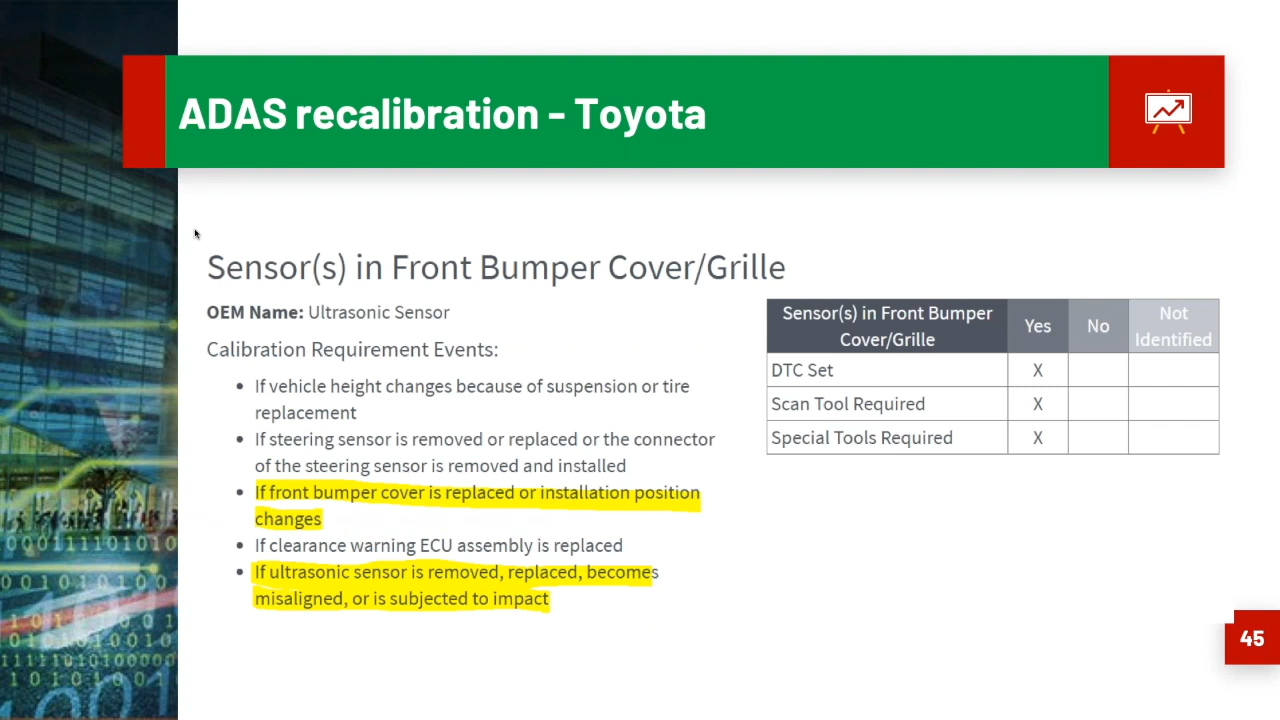 ADAS recalibration - Toyota
Sensor(s) in Front Bumper Cover/Grille
OEM Name: Ultrasonic Sensor
Calibration Requirement Events:
• If vehicle height changes because of suspension or tire
replacement
• If steering sensor is removed or replaced or the connector
of the steering sensor is removed and installed
• If front bumper cover is replaced or installation position
changes
• If clearance warning ECU assembly is replaced
• If ultrasonic sensor is removed, replaced, becomes
misaligned, or is subjected to impact
Sensor(s) in Front Bumper Cover/Grille Yes No Not Identified
DTC Set X
Scan Tool Required X
Special Tools Required X
45